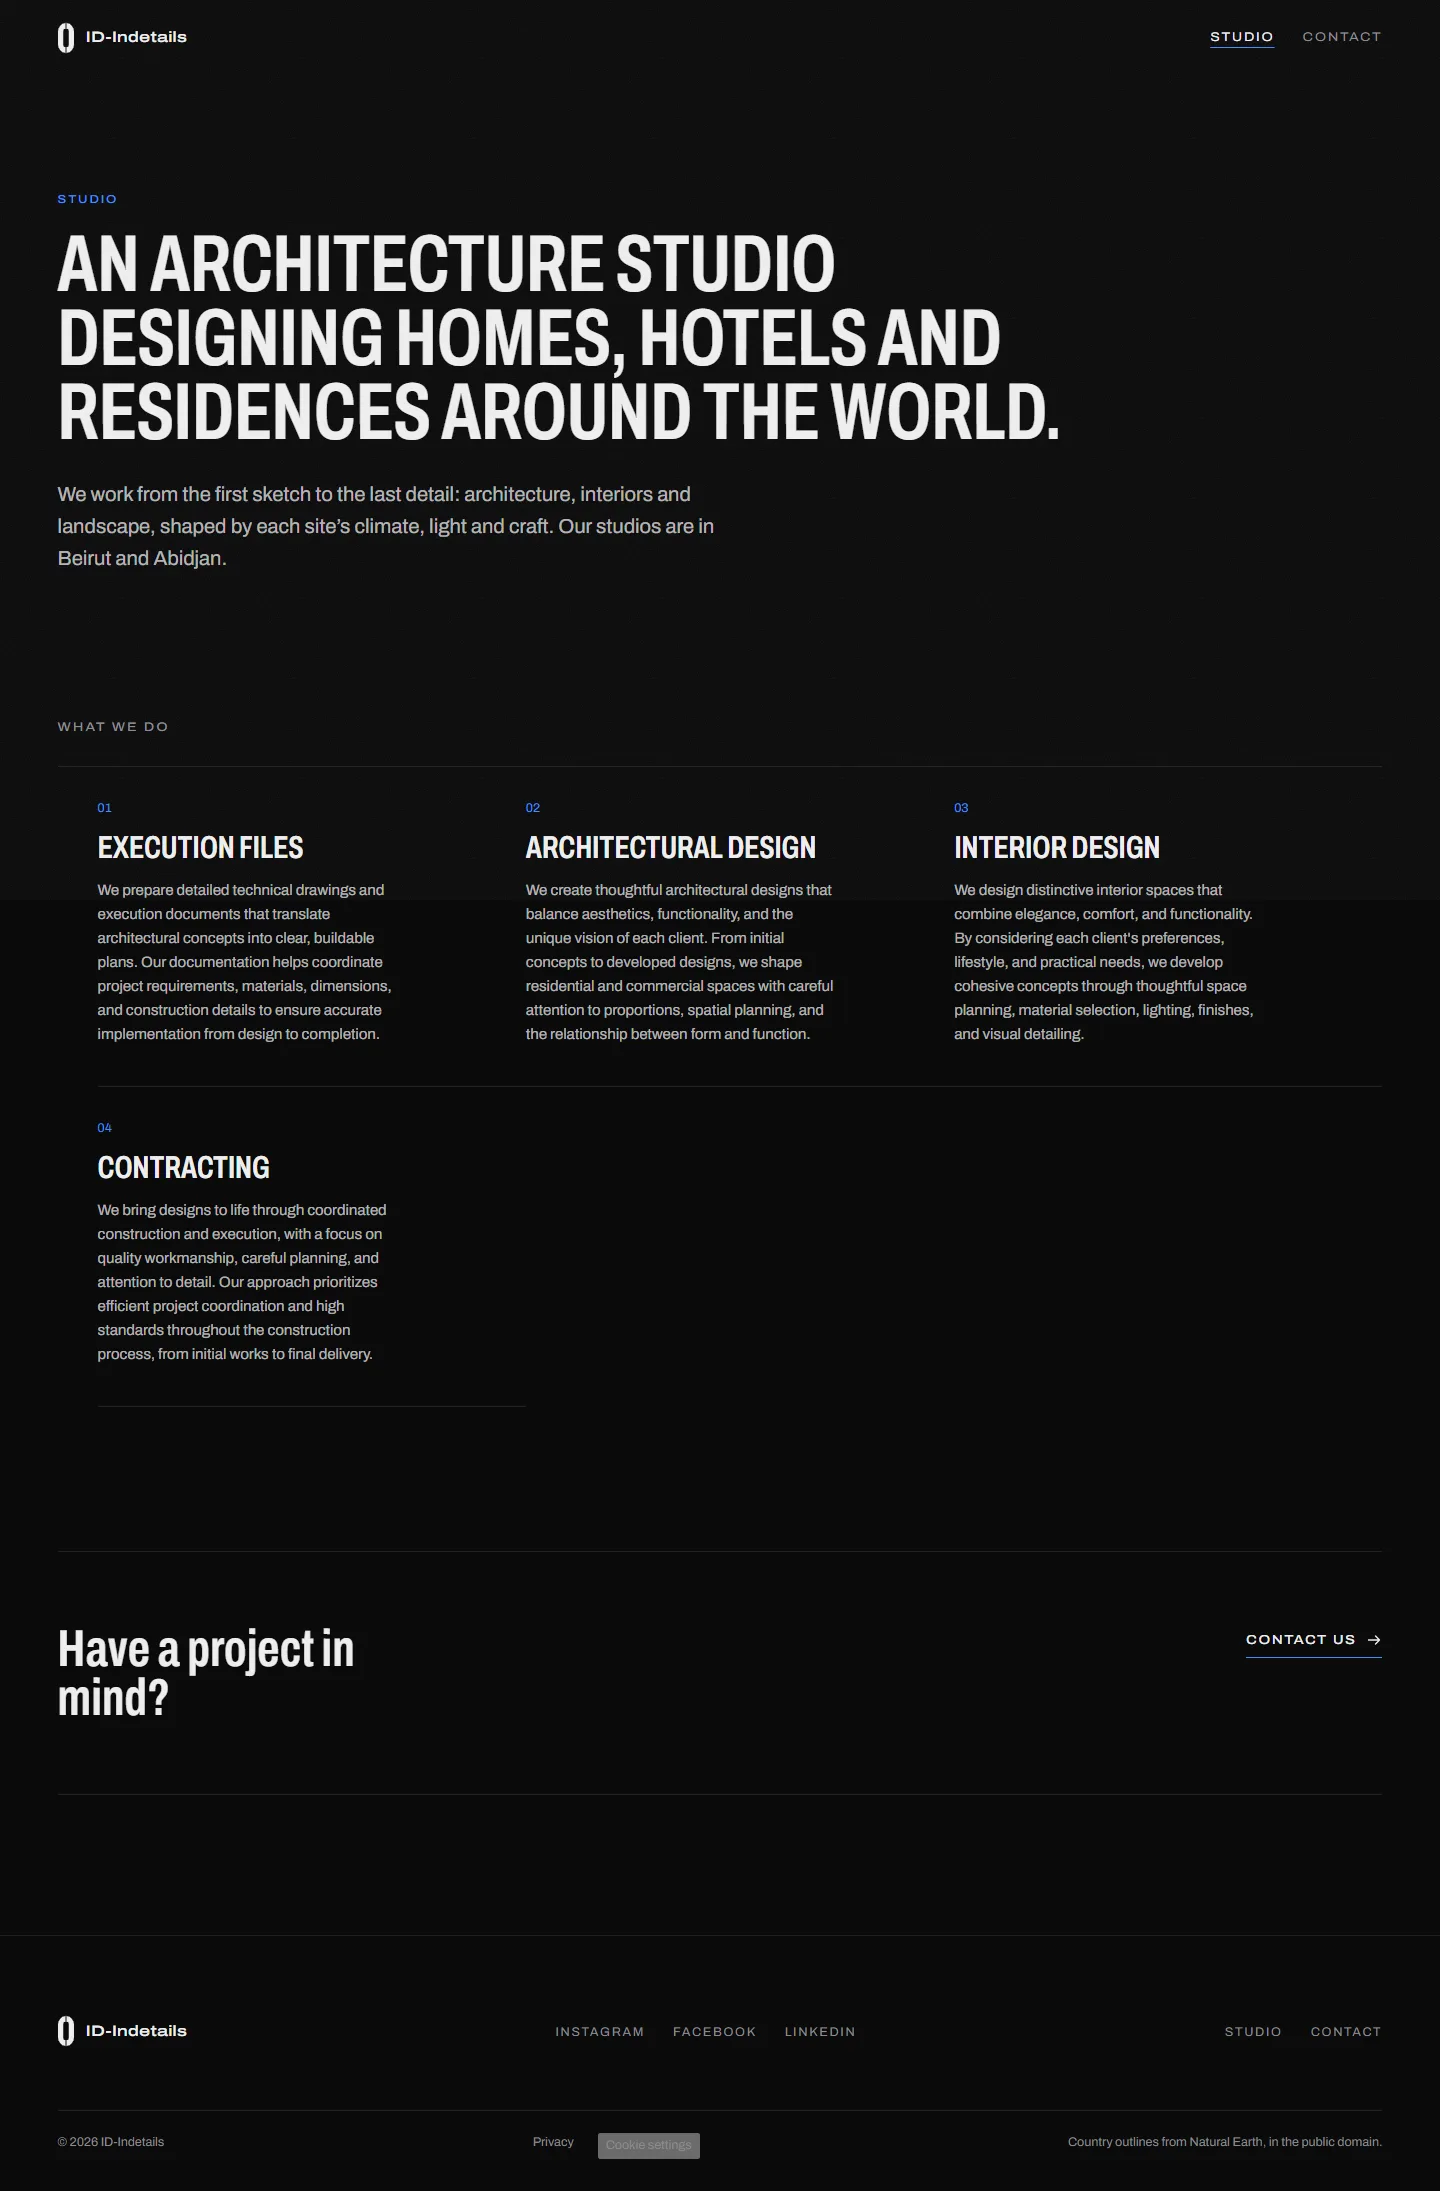 ID-Indetails
STUDIO CONTACT
STUDIO
AN ARCHITECTURE STUDIO
DESIGNING HOMES, HOTELS AND
RESIDENCES AROUND THE WORLD.
We work from the first sketch to the last detail: architecture, interiors and
landscape, shaped by each site’s climate, light and craft. Our studios are in
Beirut and Abidjan.
WHAT WE DO
01
EXECUTION FILES
We prepare detailed technical drawings and
execution documents that translate
architectural concepts into clear, buildable
plans. Our documentation helps coordinate
project requirements, materials, dimensions,
and construction details to ensure accurate
implementation from design to completion.
02
ARCHITECTURAL DESIGN
We create thoughtful architectural designs that
balance aesthetics, functionality, and the
unique vision of each client. From initial
concepts to developed designs, we shape
residential and commercial spaces with careful
attention to proportions, spatial planning, and
the relationship between form and function.
03
INTERIOR DESIGN
We design distinctive interior spaces that
combine elegance, comfort, and functionality.
By considering each client's preferences,
lifestyle, and practical needs, we develop
cohesive concepts through thoughtful space
planning, material selection, lighting, finishes,
and visual detailing.
04
CONTRACTING
We bring designs to life through coordinated
construction and execution, with a focus on
quality workmanship, careful planning, and
attention to detail. Our approach prioritizes
efficient project coordination and high
standards throughout the construction
process, from initial works to final delivery.
Have a project in
mind?
CONTACT US →
ID-Indetails
INSTAGRAM FACEBOOK LINKEDIN
STUDIO CONTACT
© 2026 ID-Indetails
Privacy Cookie settings
Country outlines from Natural Earth, in the public domain.